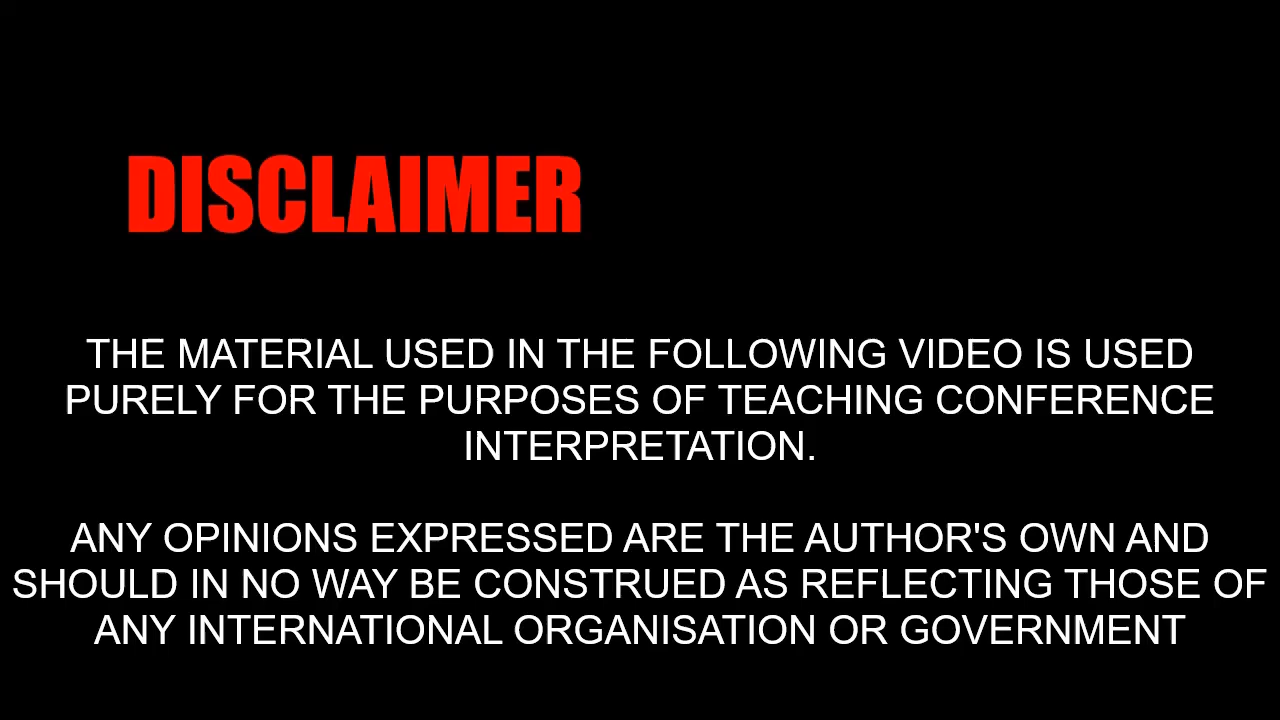 DISCLAIMER
THE MATERIAL USED IN THE FOLLOWING VIDEO IS USED
PURELY FOR THE PURPOSES OF TEACHING CONFERENCE
INTERPRETATION.
ANY OPINIONS EXPRESSED ARE THE AUTHOR'S OWN AND
SHOULD IN NO WAY BE CONSTRUED AS REFLECTING THOSE OF
ANY INTERNATIONAL ORGANISATION OR GOVERNMENT